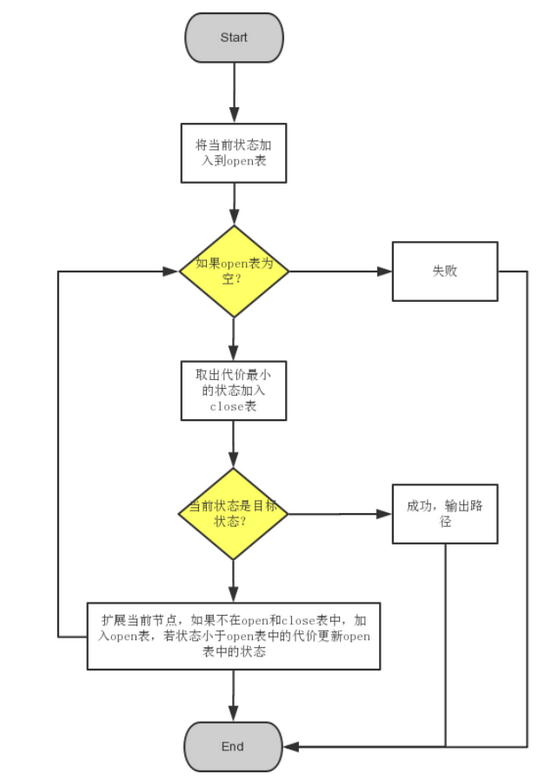 Start
将当前状态加
入到open表
如果open表为
空?
失败
取出代价最小
的状态加入
close表
当前状态是目标
状态?
成功, 输出路
径
扩展当前节点, 如果不在open和close表中, 加
入open表, 若状态小于open表中的代价更新open
表中的状态
End